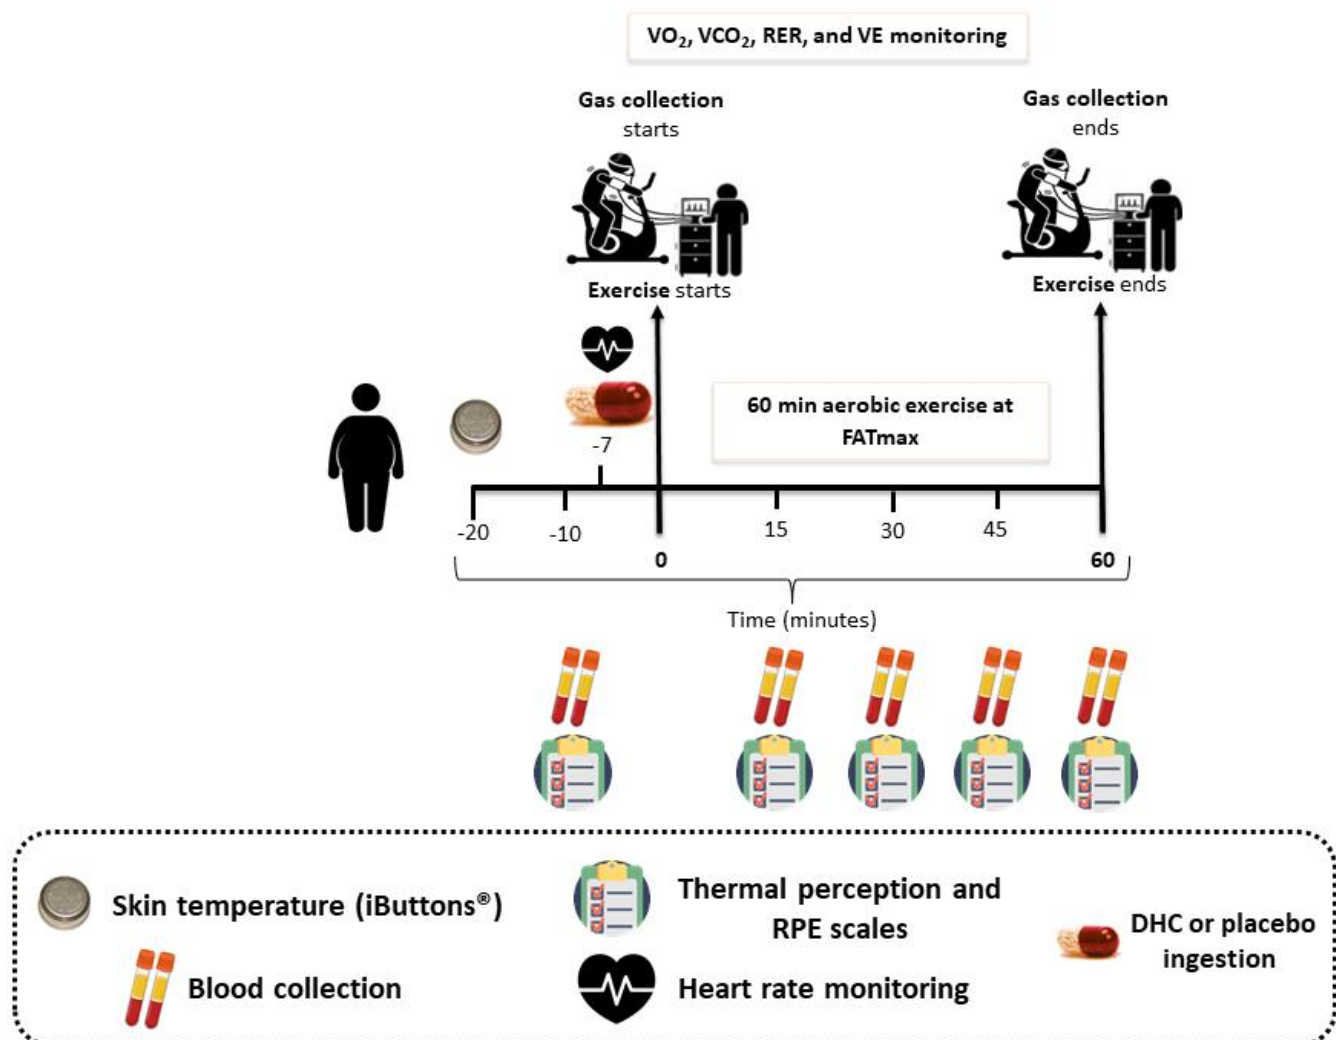 VO₂, VCO₂, RER, and VE monitoring
Gas collection
starts
Gas collection
ends
Exercise starts
Exercise ends
60 min aerobic exercise at
FATmax
-7
-20
-10
0
15
30
45
60
Time (minutes)
Skin temperature (iButtons®)
Thermal perception and
RPE scales
DHC or placebo
ingestion
Blood collection
Heart rate monitoring